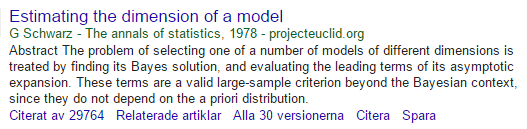 Estimating the dimension of a model
G Schwarz - The annals of statistics, 1978 - projecteuclid.org
Abstract The problem of selecting one of a number of models of different dimensions is
treated by finding its Bayes solution, and evaluating the leading terms of its asymptotic
expansion. These terms are a valid large-sample criterion beyond the Bayesian context,
since they do not depend on the a priori distribution.
Citerat av 29764 Relaterade artiklar Alla 30 versionerna Citera Spara